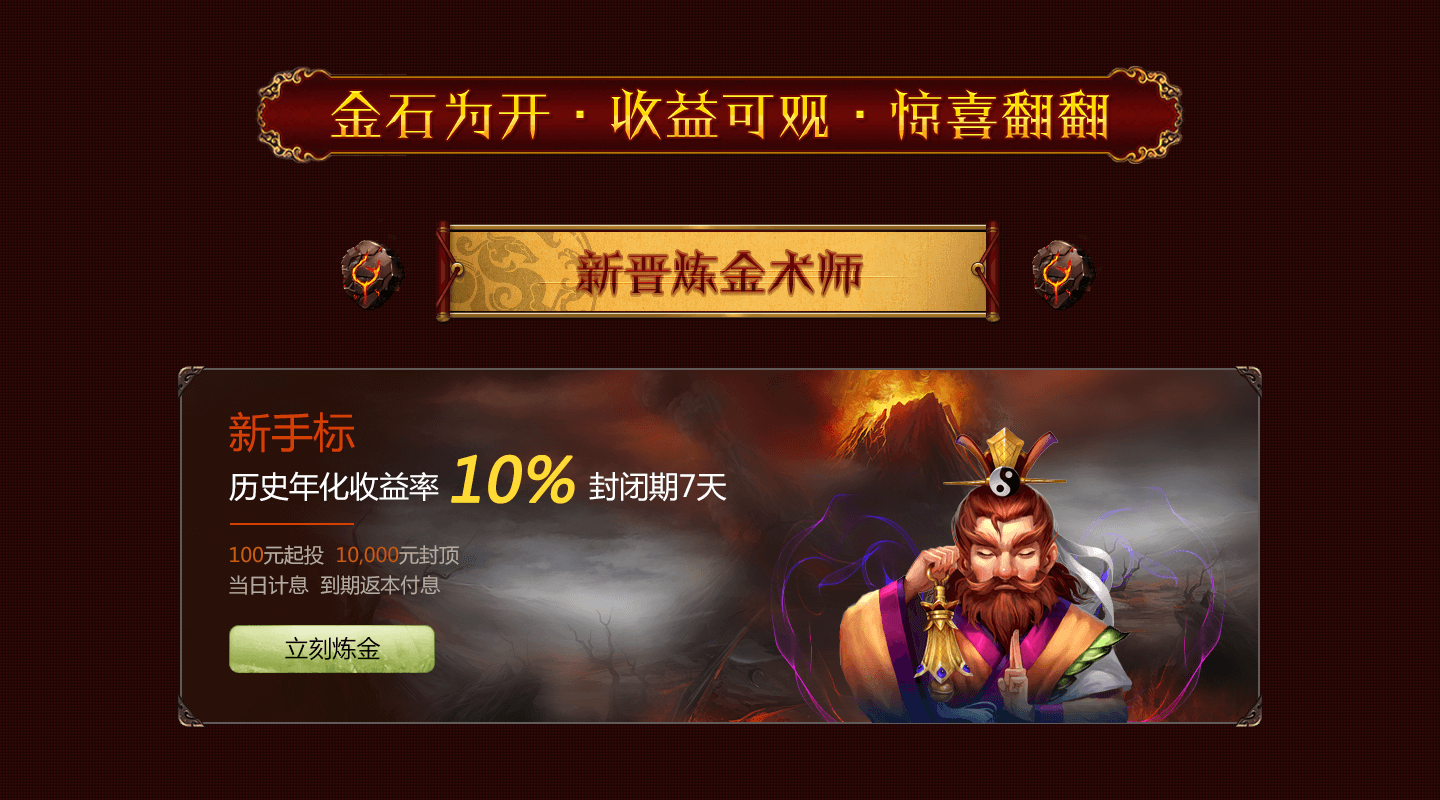 金石为开·收益可观·惊喜翻翻
新晋炼金术师
新手标
历史年化收益率 10% 封闭期7天
100元起投 10,000元封顶
当日计息 到期返本付息
立刻炼金